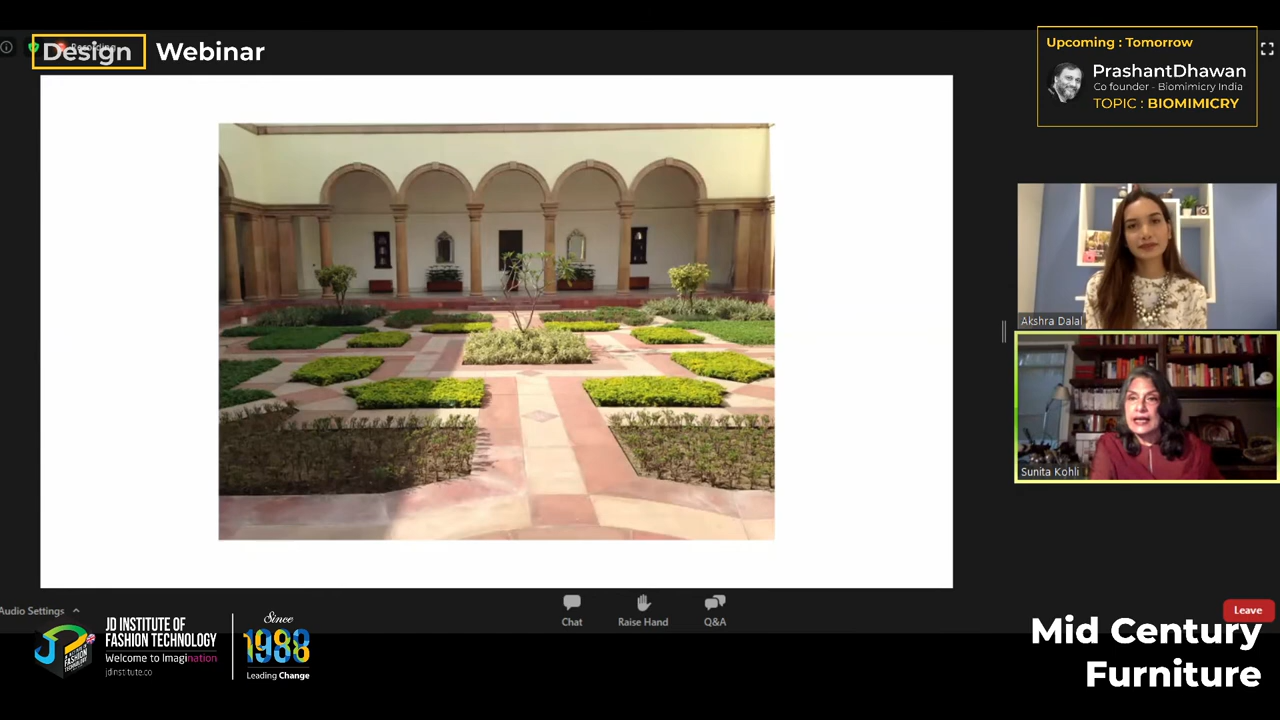 Recording
Design Webinar
Upcoming : Tomorrow
PrashantDhawan
Co founder - Biomimicry India
TOPIC : BIOMIMICRY
Akshra Dalal
Sunita Kohli
Audio Settings
Chat
Raise Hand
Q&A
Leave
JD INSTITUTE OF
FASHION TECHNOLOGY
Welcome to Imagination
jdinstitute.co
Since
1988
Leading Change
Mid Century
Furniture